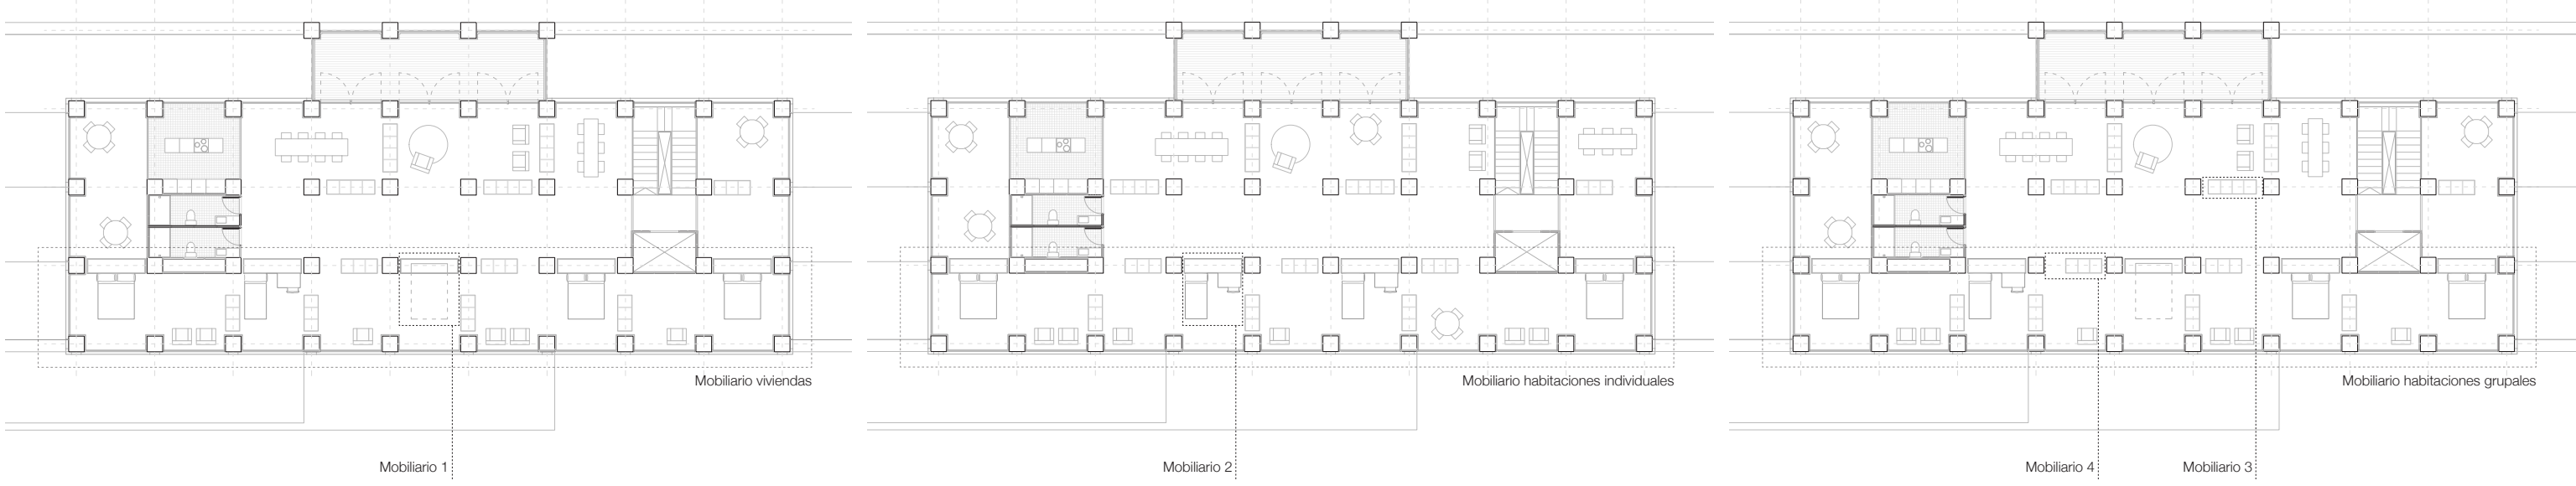 Mobiliario viviendas
Mobiliario habitaciones individuales
Mobiliario habitaciones grupales
Mobiliario 1
Mobiliario 2
Mobiliario 4
Mobiliario 3